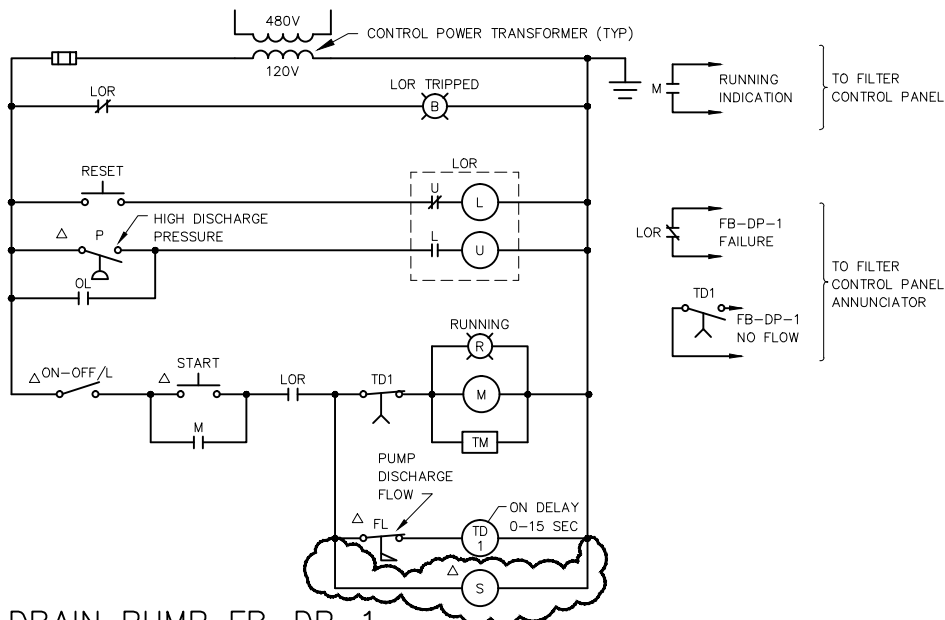 480V
CONTROL POWER TRANSFORMER (TYP)
120V
LOR
LOR TRIPPED
B
M
RUNNING
INDICATION
TO FILTER
CONTROL PANEL
RESET
LOR
U
L
HIGH DISCHARGE
PRESSURE
P
L
U
OL
LOR
FB-DP-1
FAILURE
TO FILTER
CONTROL PANEL
ANNUNCIATOR
TD1
FB-DP-1
NO FLOW
RUNNING
R
ON-OFF/L
START
LOR
TD1
M
M
TM
PUMP
DISCHARGE
FLOW
FL
TD
1
ON DELAY
0-15 SEC
S
DRAIN PUMP FB-DP-1